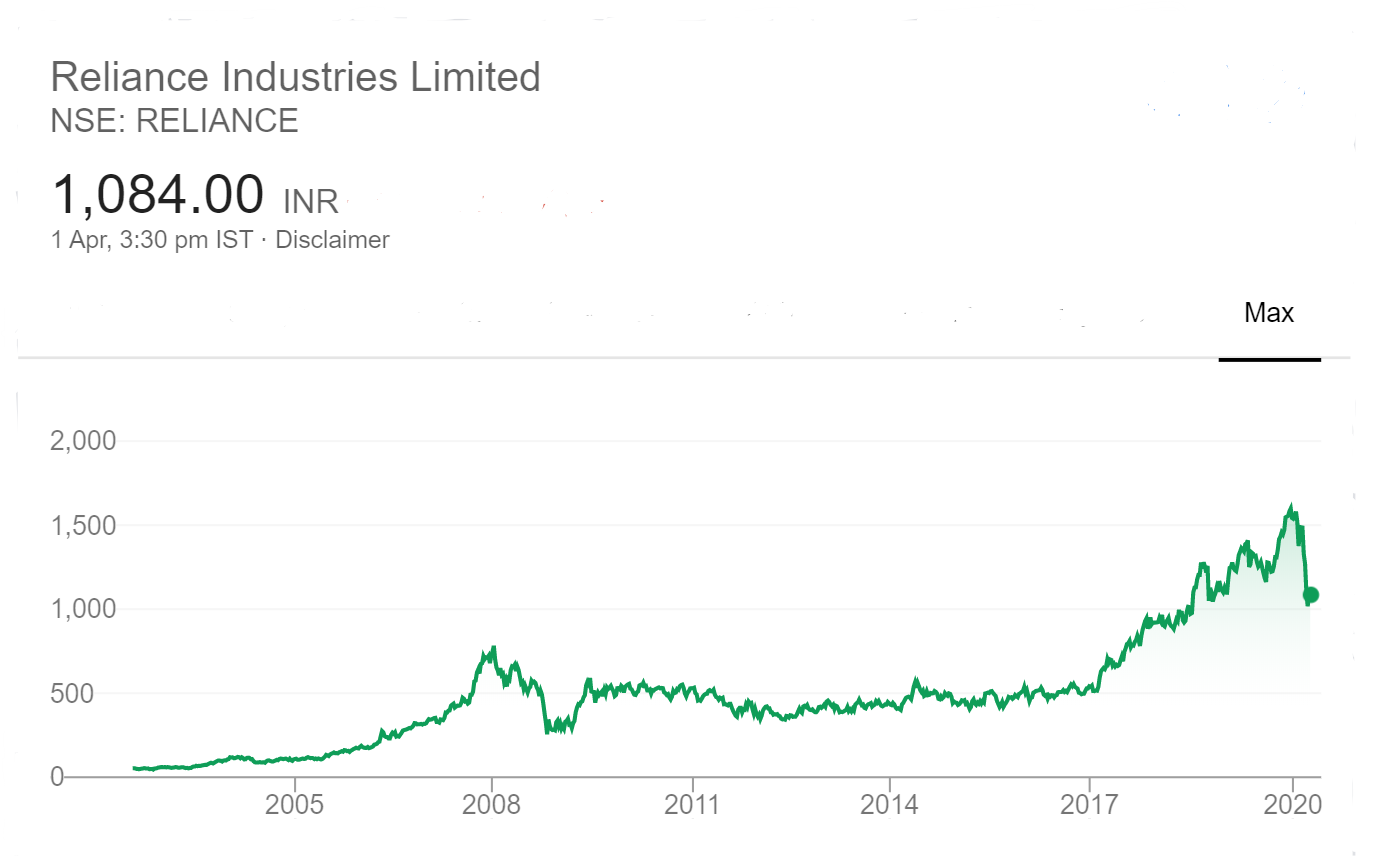 Reliance Industries Limited
NSE: RELIANCE
1,084.00 INR
1 Apr, 3:30 pm IST · Disclaimer
Max
2,000
1,500
1,000
500
0
2005 2008 2011 2014 2017 2020